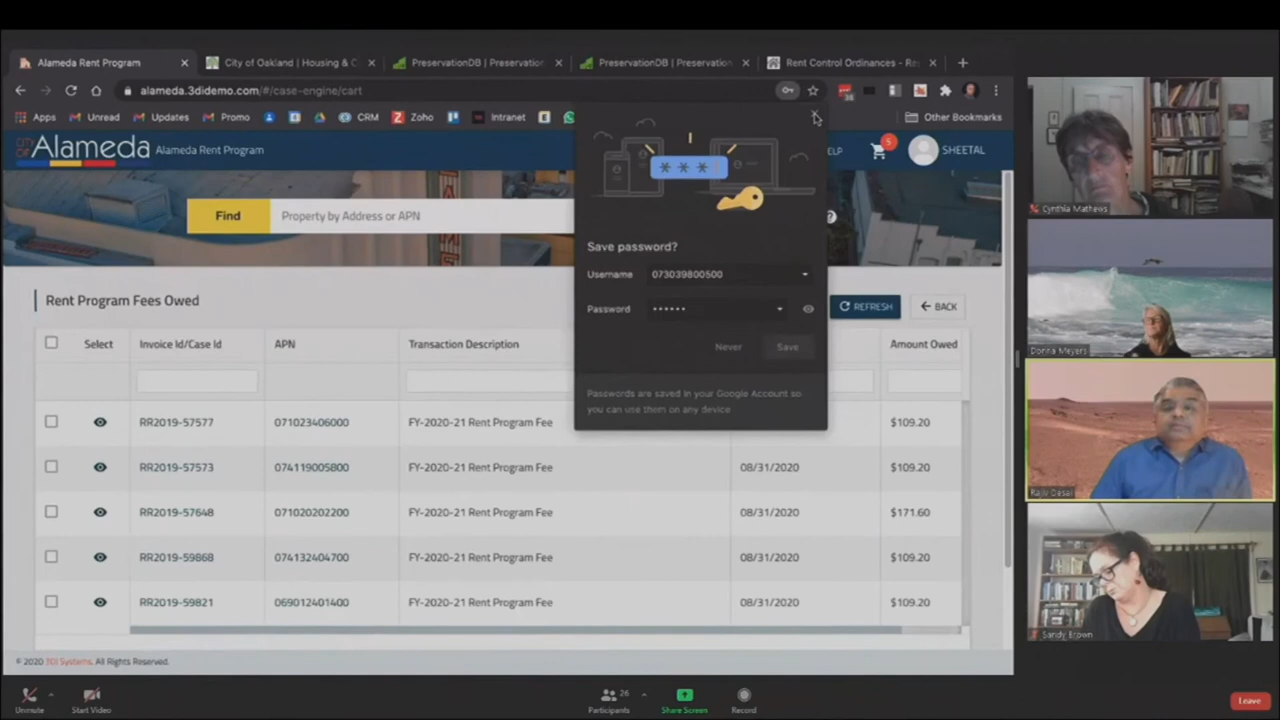 Alameda Rent Program
City of Oakland | Housing & C
PreservationDB | Preservation
PreservationDB | Preservation
Rent Control Ordinances - Re
alameda.3didemo.com/#/case-engine/cart
Apps
Unread
Updates
Promo
CRM
Zoho
Intranet
Other Bookmarks
CITY OF
Alameda
Alameda Rent Program
ELP
5
SHEETAL
Find
Property by Address or APN
Save password?
Username 073039800500
Password ••••••
Never
Save
Passwords are saved in your Google Account so
you can use them on any device
Rent Program Fees Owed
REFRESH
BACK
Select Invoice Id/Case Id APN Transaction Description Amount Owed
RR2019-57577 071023406000 FY-2020-21 Rent Program Fee $109.20
RR2019-57573 074119005800 FY-2020-21 Rent Program Fee 08/31/2020 $109.20
RR2019-57648 071020202200 FY-2020-21 Rent Program Fee 08/31/2020 $171.60
RR2019-59868 074132404700 FY-2020-21 Rent Program Fee 08/31/2020 $109.20
RR2019-59821 069012401400 FY-2020-21 Rent Program Fee 08/31/2020 $109.20
© 2020 3Di Systems. All Rights Reserved.
Cynthia Mathews
Donna Meyers
Rajiv Desai
Sandy Brown
Unmute
Start Video
26
Participants
Share Screen
Record
Leave